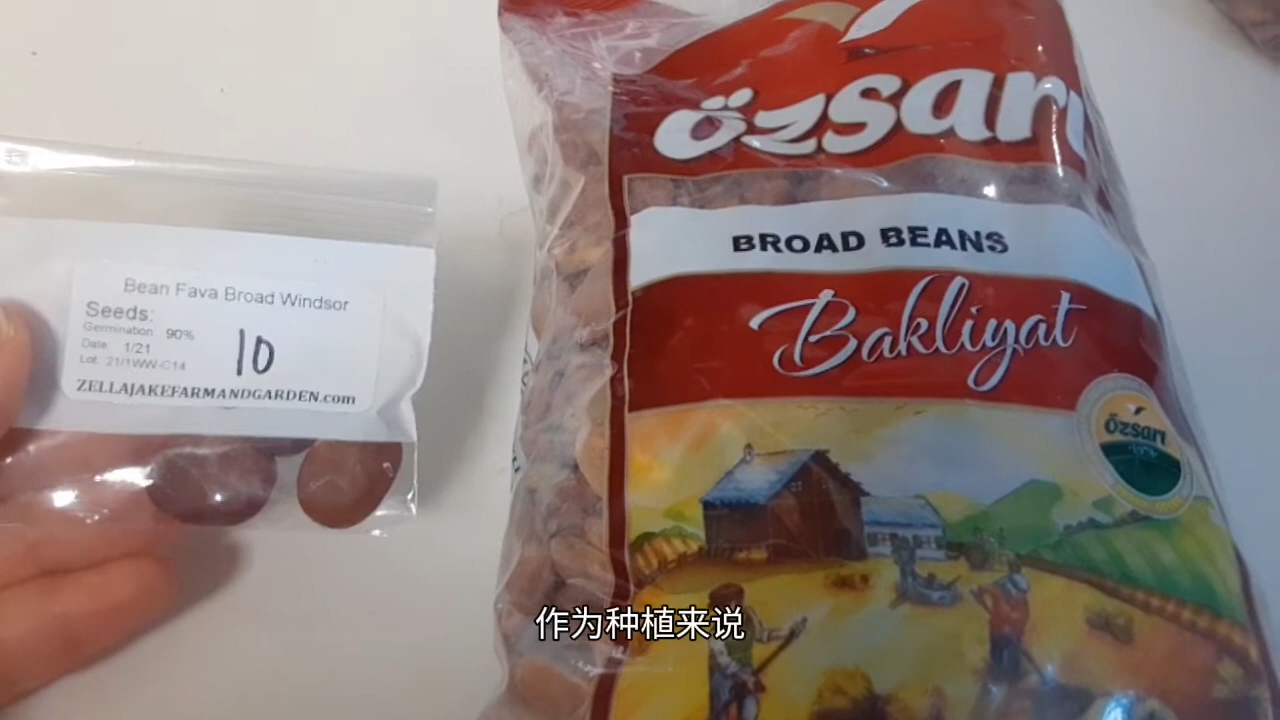 Bean Fava Broad Windsor
Seeds:
Germination: 90%
Date: 1/21
10
Lot: 21/1WW-C14
ZELLAJAKEFARMANDGARDEN.com
özsarı
BROAD BEANS
Bakliyat
özsarı
作为种植来说